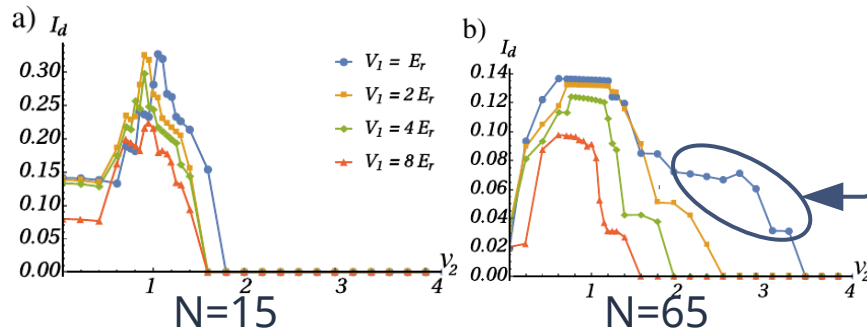 a)
I_d
0.30
0.25
0.20
0.15
0.10
0.05
0.00
1 2 3 4
v_2
V_1 = E_r
V_1 = 2 E_r
V_1 = 4 E_r
V_1 = 8 E_r
N=15
b)
I_d
0.14
0.12
0.10
0.08
0.06
0.04
0.02
0.00
1 2 3 4
v_2
N=65